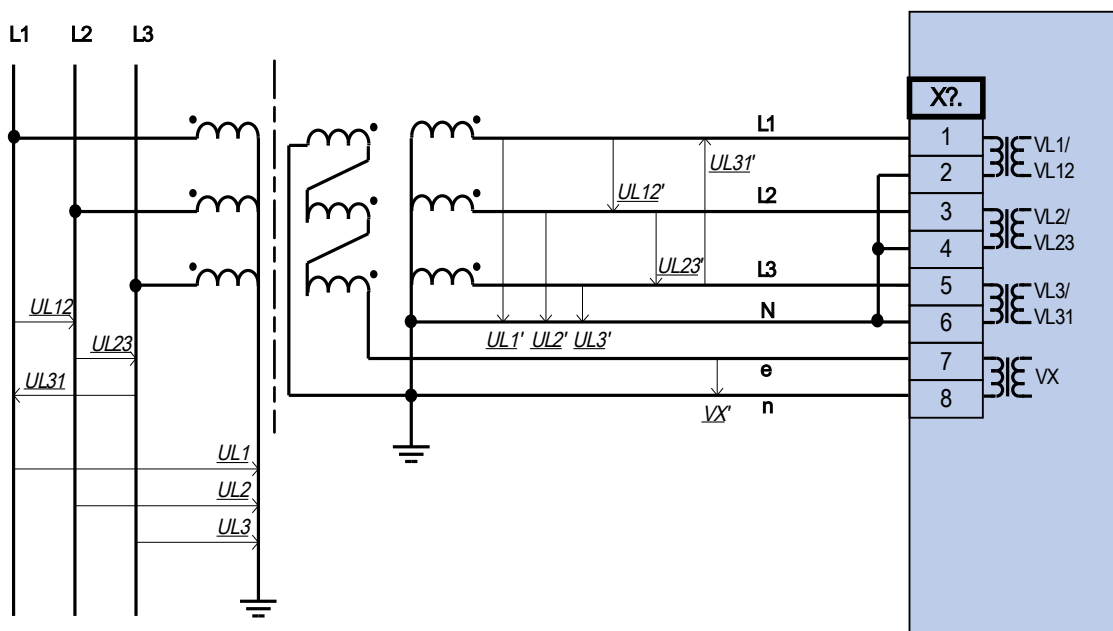 L1 L2 L3
X?.
L1
1
VL1/
VL12
UL31'
2
UL12'
L2
3
VL2/
VL23
4
UL23'
L3
5
VL3/
VL31
UL12
N
6
UL1' UL2' UL3'
UL23
7
e
VX
UL31
8
n
VX'
UL1
UL2
UL3